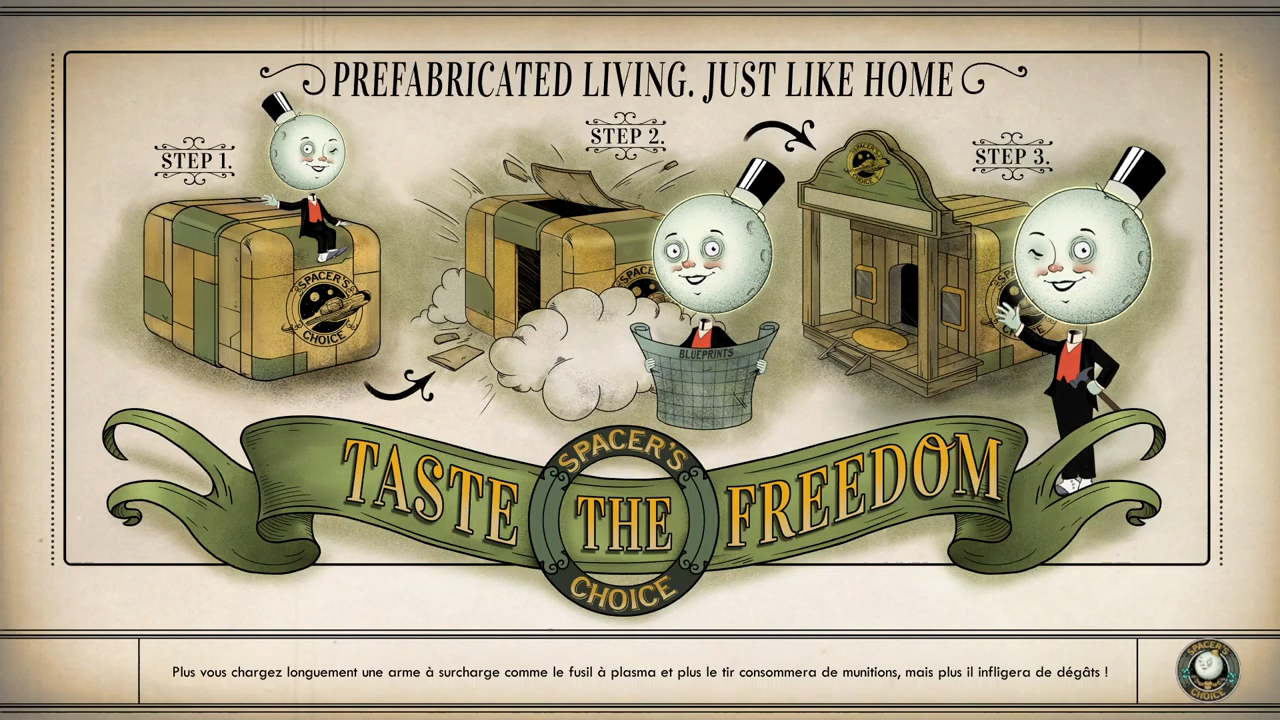 PREFABRICATED LIVING. JUST LIKE HOME
STEP 1.
STEP 2.
STEP 3.
SPACER'S
CHOICE
SPACER'S
CHOICE
SPACER'S
CHOICE
BLUEPRINTS
SPACER'S
TASTE THE FREEDOM
CHOICE
Plus vous chargez longuement une arme à surcharge comme le fusil à plasma et plus le tir consommera de munitions, mais plus il infligera de dégâts !
SPACER'S
CHOICE